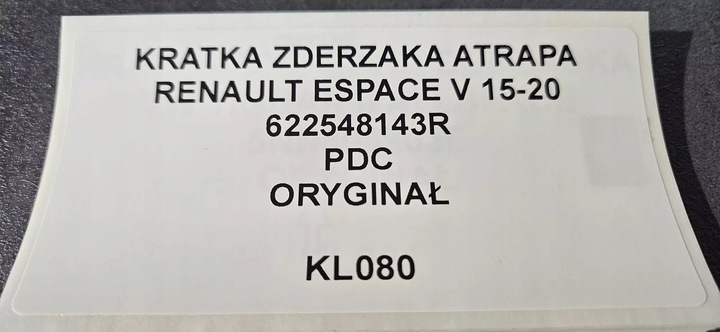 KRATKA ZDERZAKA ATRAPA
RENAULT ESPACE V 15-20
622548143R
PDC
ORYGINAŁ
KL080